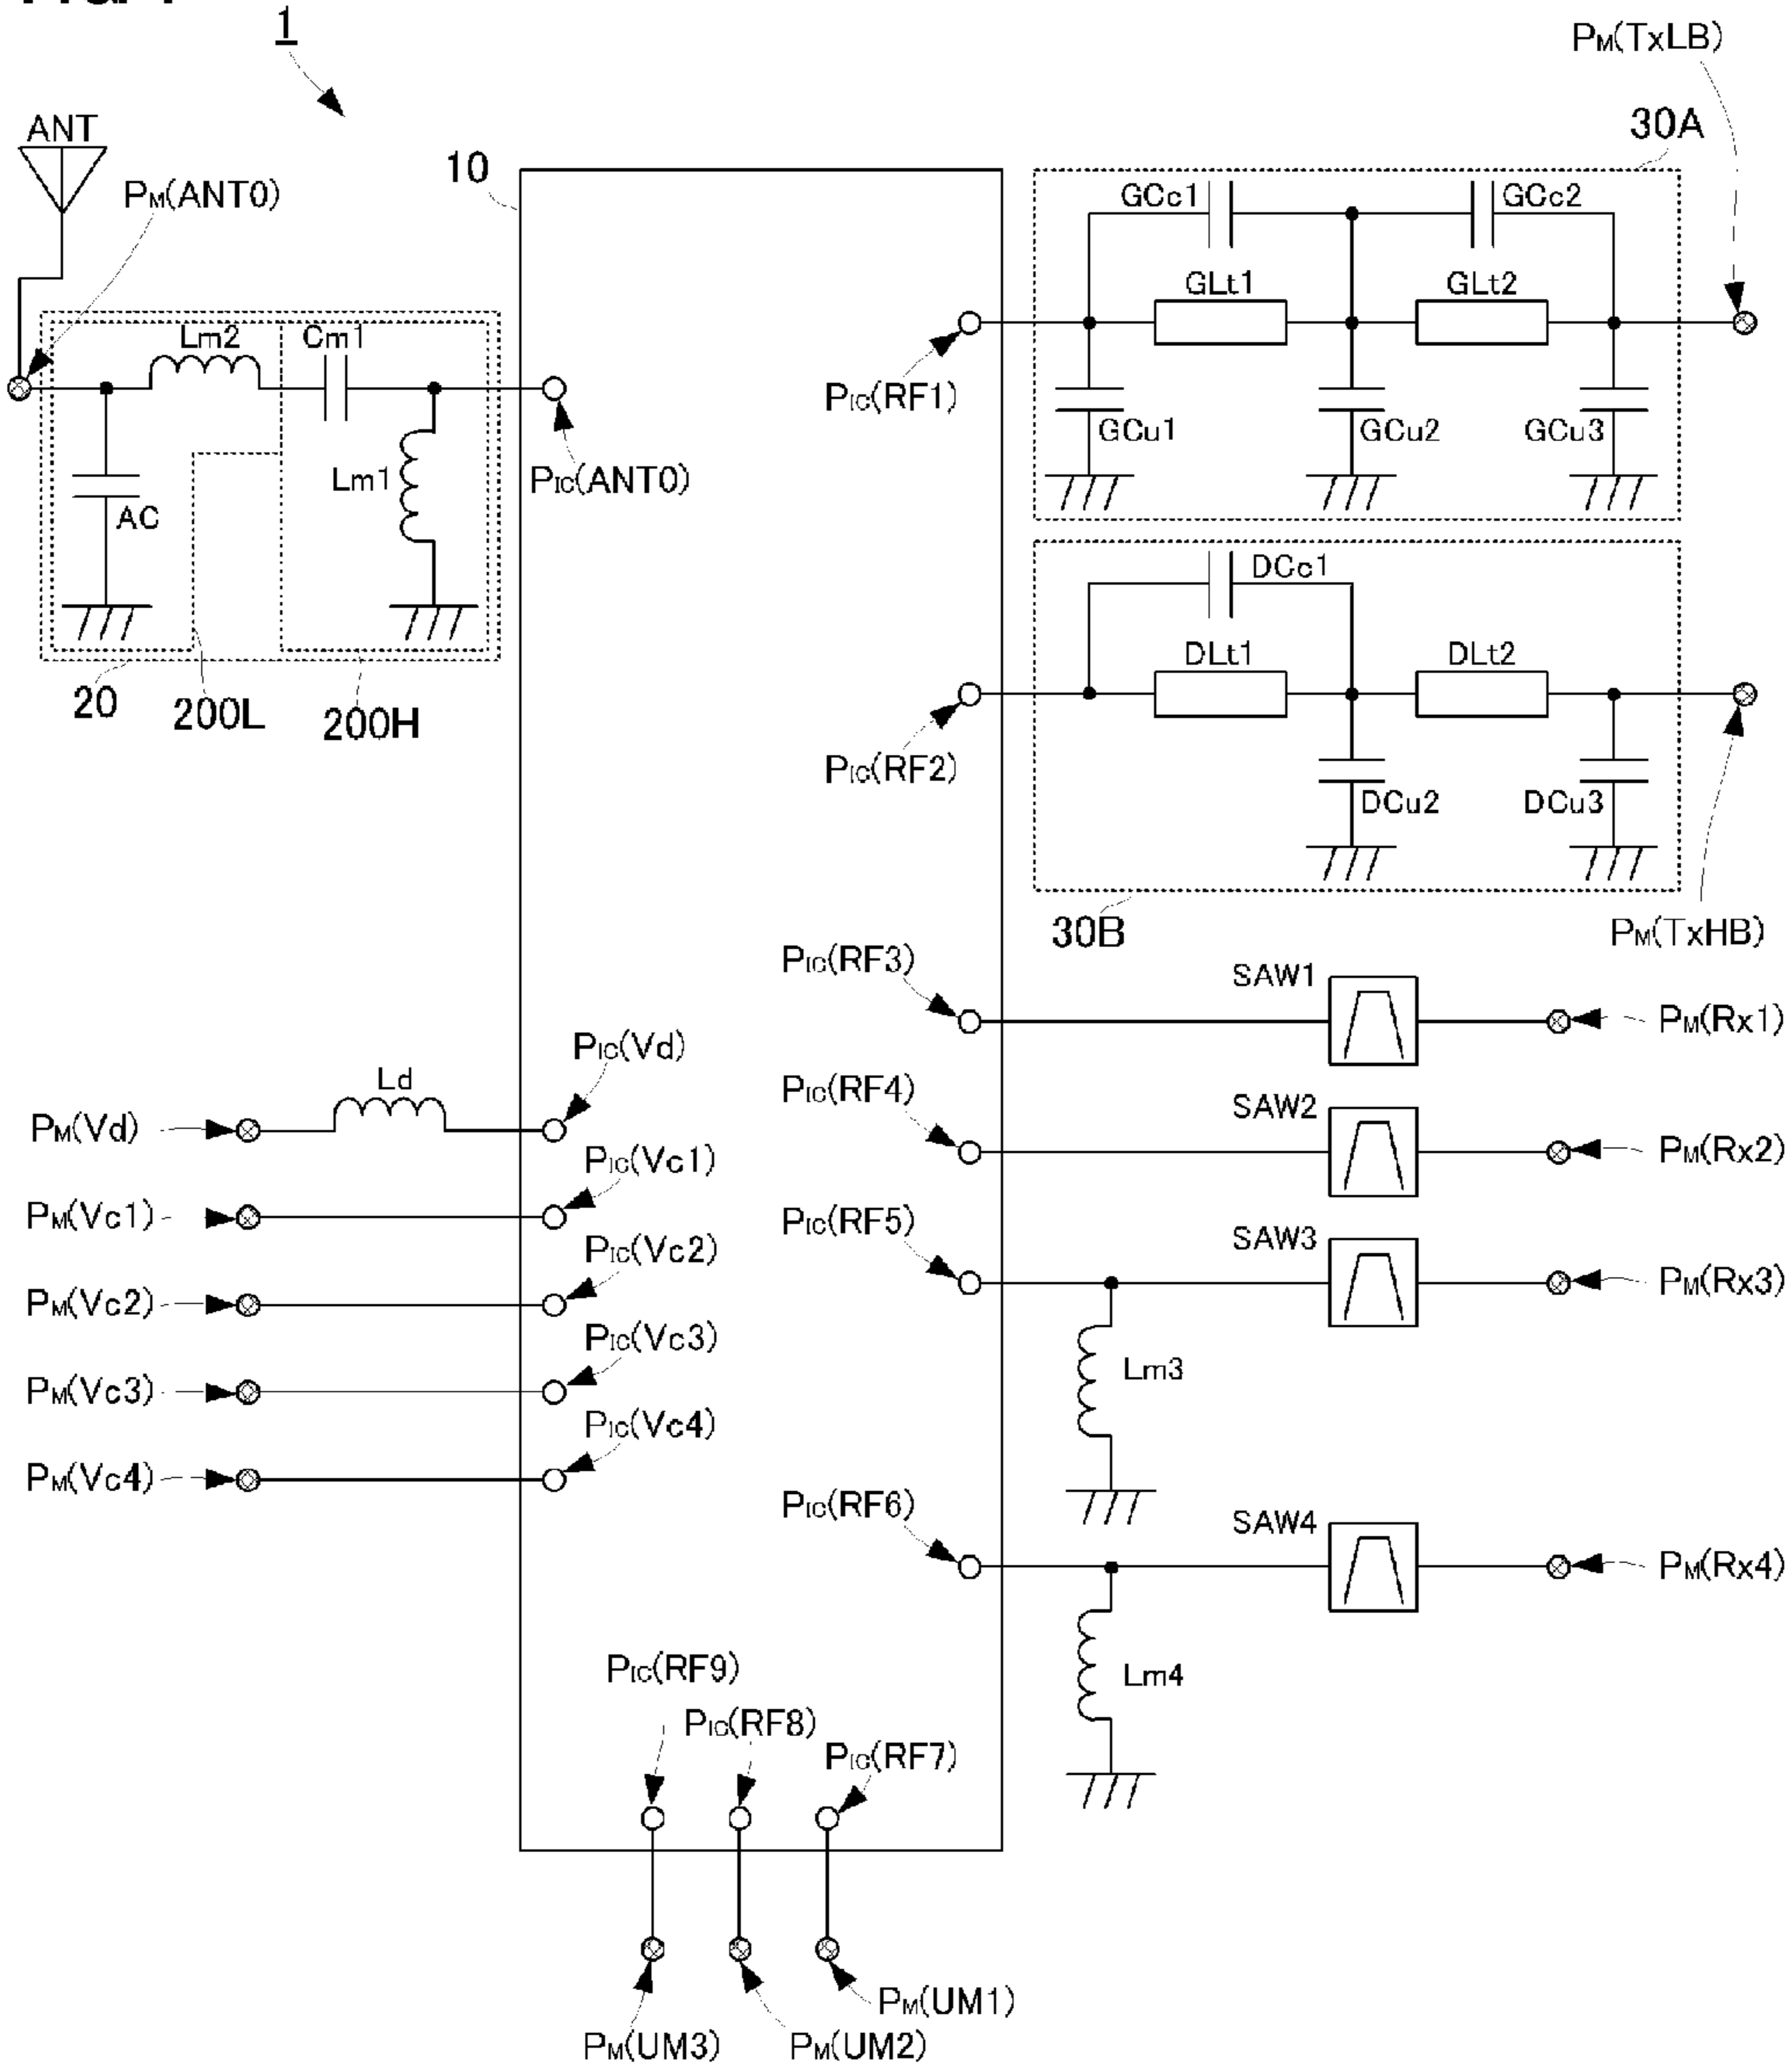 1
PM(TxLB)
30A
ANT
10
PM(ANT0)
GCc1
GCc2
GLt1
GLt2
Lm2
Cm1
PIC(RF1)
GCu1
GCu2
GCu3
Lm1
PIC(ANT0)
AC
DCc1
DLt1
DLt2
20
200L
200H
PIC(RF2)
DCu2
DCu3
30B
PM(TxHB)
PIC(RF3)
SAW1
PM(Rx1)
PIC(Vd)
Ld
PIC(RF4)
SAW2
PM(Vd)
PM(Rx2)
PIC(Vc1)
PM(Vc1)
PIC(RF5)
SAW3
PIC(Vc2)
PM(Rx3)
PM(Vc2)
PIC(Vc3)
Lm3
PM(Vc3)
PIC(Vc4)
PM(Vc4)
PIC(RF6)
SAW4
PM(Rx4)
PIC(RF9)
Lm4
PIC(RF8)
PIC(RF7)
PM(UM1)
PM(UM3)
PM(UM2)